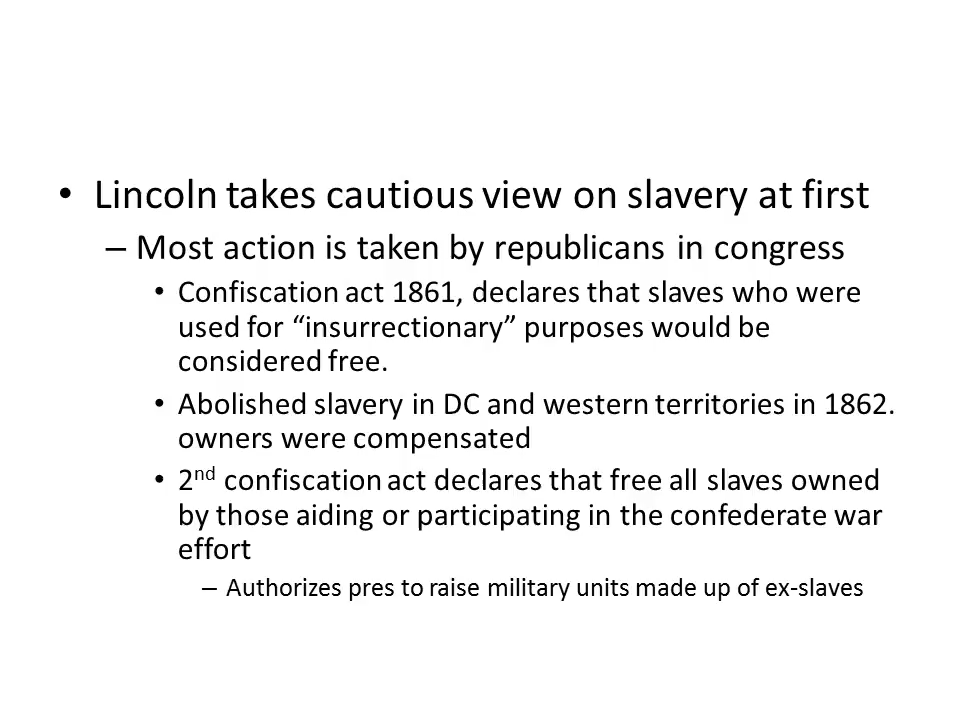 • Lincoln takes cautious view on slavery at first
– Most action is taken by republicans in congress
• Confiscation act 1861, declares that slaves who were
used for “insurrectionary” purposes would be
considered free.
• Abolished slavery in DC and western territories in 1862.
owners were compensated
• 2nd confiscation act declares that free all slaves owned
by those aiding or participating in the confederate war
effort
– Authorizes pres to raise military units made up of ex-slaves